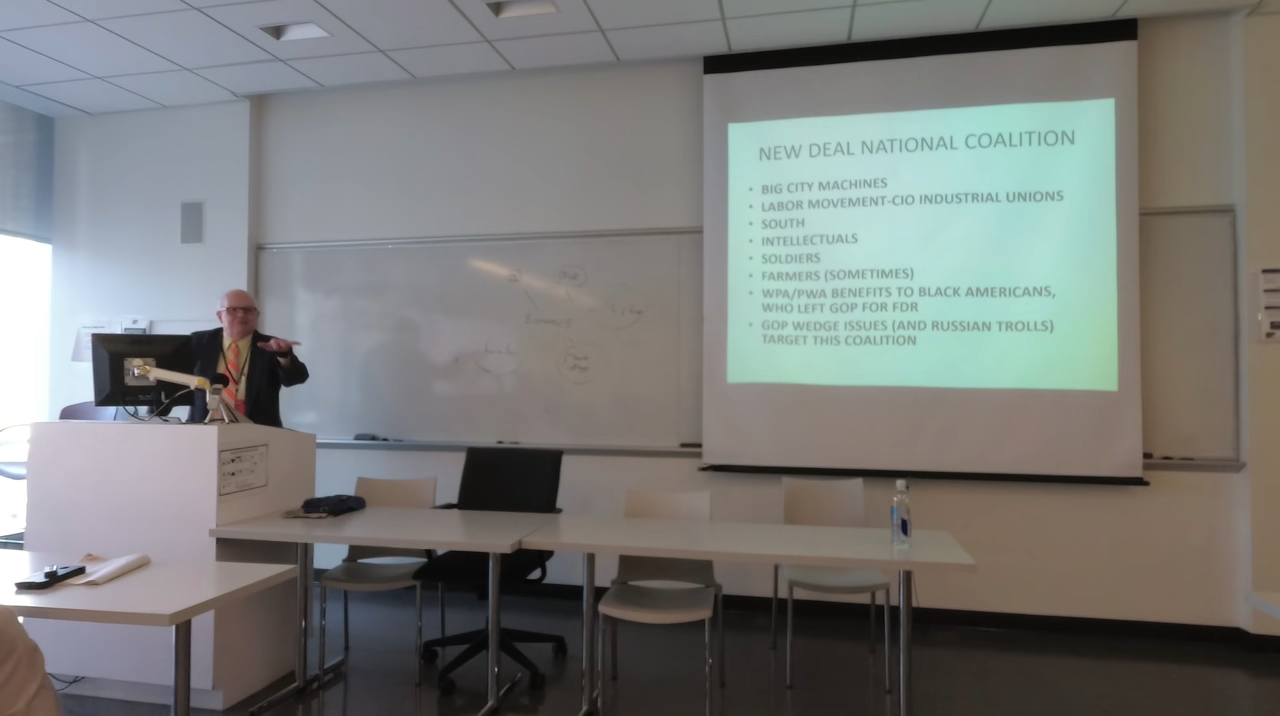 NEW DEAL NATIONAL COALITION
• BIG CITY MACHINES
• LABOR MOVEMENT-CIO INDUSTRIAL UNIONS
• SOUTH
• INTELLECTUALS
• SOLDIERS
• FARMERS (SOMETIMES)
• WPA/PWA BENEFITS TO BLACK AMERICANS,
WHO LEFT GOP FOR FDR
• GOP WEDGE ISSUES (AND RUSSIAN TROLLS)
TARGET THIS COALITION